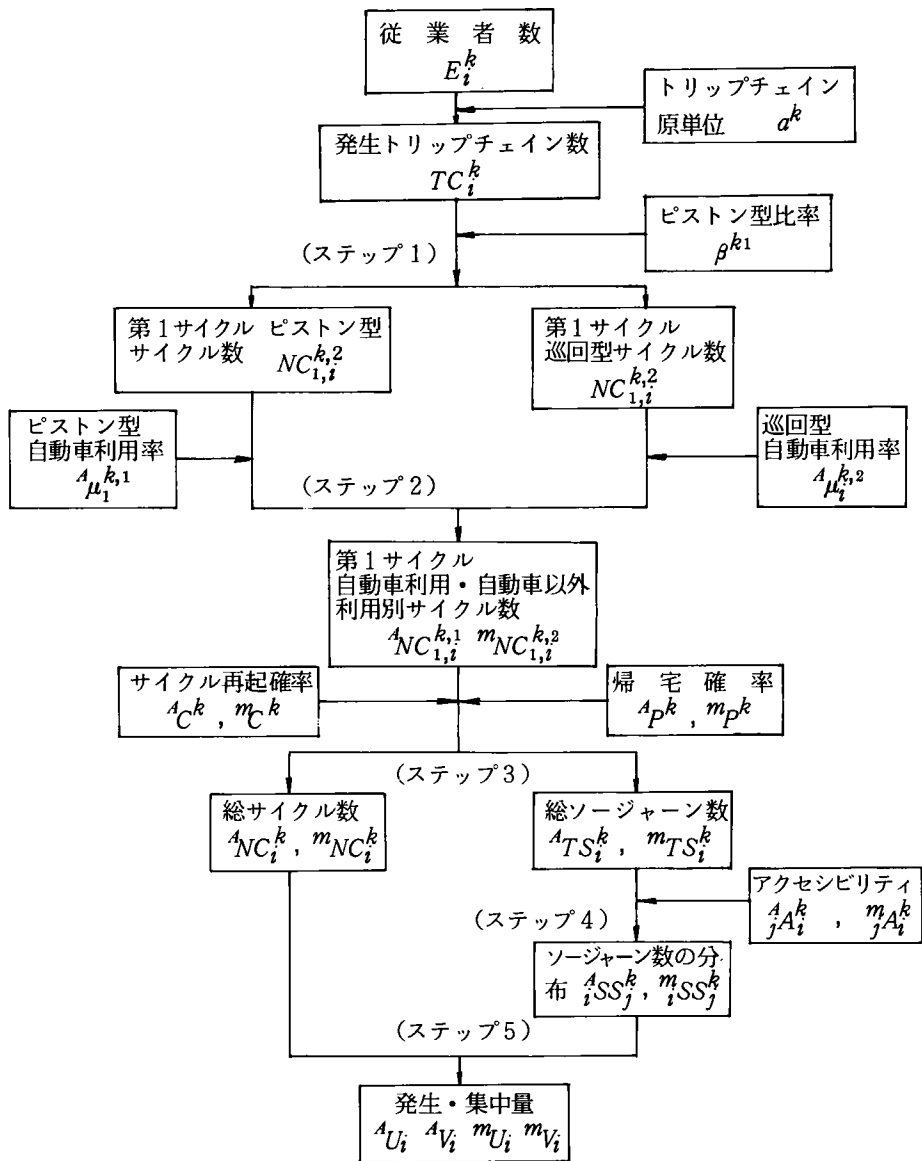 従業者数
E_i^k
トリップチェイン
原単位 a^k
発生トリップチェイン数
TC_i^k
ピストン型比率
β^{k1}
(ステップ1)
第1サイクル ピストン型
サイクル数 NC_{1,i}^{k,2}
第1サイクル
巡回型サイクル数
NC_{1,i}^{k,2}
ピストン型
自動車利用率
^Aμ_1^{k,1}
巡回型
自動車利用率
^Aμ_i^{k,2}
(ステップ2)
第1サイクル
自動車利用・自動車以外
利用別サイクル数
^ANC_{1,i}^{k,1} ^mNC_{1,i}^{k,2}
サイクル再起確率
^AC^k , ^mC^k
帰宅確率
^AP^k , ^mP^k
(ステップ3)
総サイクル数
^ANC_i^k , ^mNC_i^k
総ソージャーン数
^ATS_i^k , ^mTS_i^k
アクセシビリティ
^A_jA_i^k , ^m_jA_i^k
(ステップ4)
ソージャーン数の分
布 ^A_iSS_j^k , ^m_iSS_j^k
(ステップ5)
発生・集中量
^AU_i ^AV_i ^mU_i ^mV_i